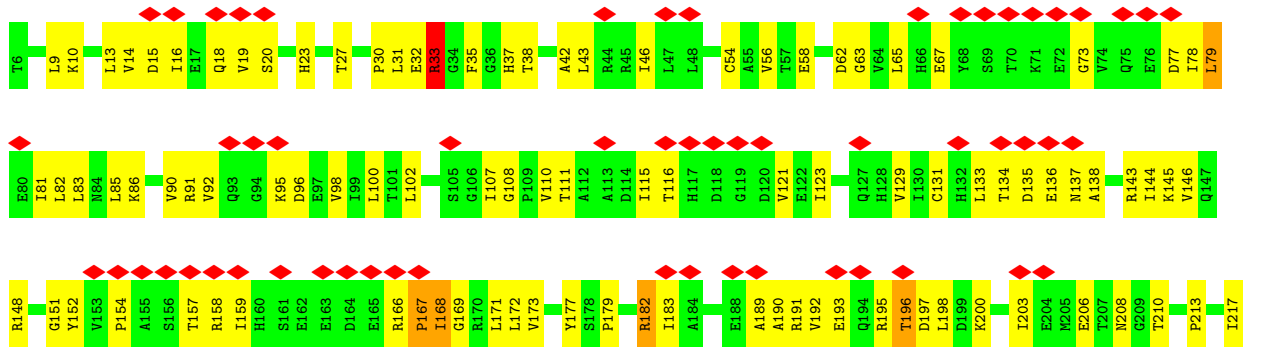 T6 L9 K10 L13 V14 D15 I16 E17 Q18 V19 S20 H23 T27 P30 L31 E32 R33 G34 F35 G36 H37 T38 A42 L43 R44 R45 I46 L47 L48 C54 A55 V56 T57 E58 D62 G63 V64 L65 H66 E67 Y68 S69 T70 K71 E72 G73 V74 Q75 E76 D77 I78 L79
E80 I81 L82 L83 N84 L85 K86 V90 R91 V92 Q93 G94 K95 D96 E97 V98 I99 L100 T101 L102 S105 G106 I107 G108 P109 V110 T111 A112 A113 D114 I115 T116 H117 D118 G119 D120 V121 E122 I123 Q127 H128 V129 I130 C131 H132 L133 T134 D135 E136 N137 A138 R143 I144 K145 V146 Q147
R148 G151 Y152 V153 P154 A155 S156 T157 R158 I159 H160 S161 E162 E163 D164 E165 R166 P167 I168 G169 R170 L171 L172 V173 Y177 S178 P179 R182 I183 A184 E188 A189 A190 R191 V192 E193 Q194 R195 T196 D197 L198 D199 K200 I203 E204 M205 E206 T207 N208 G209 T210 P213 I217